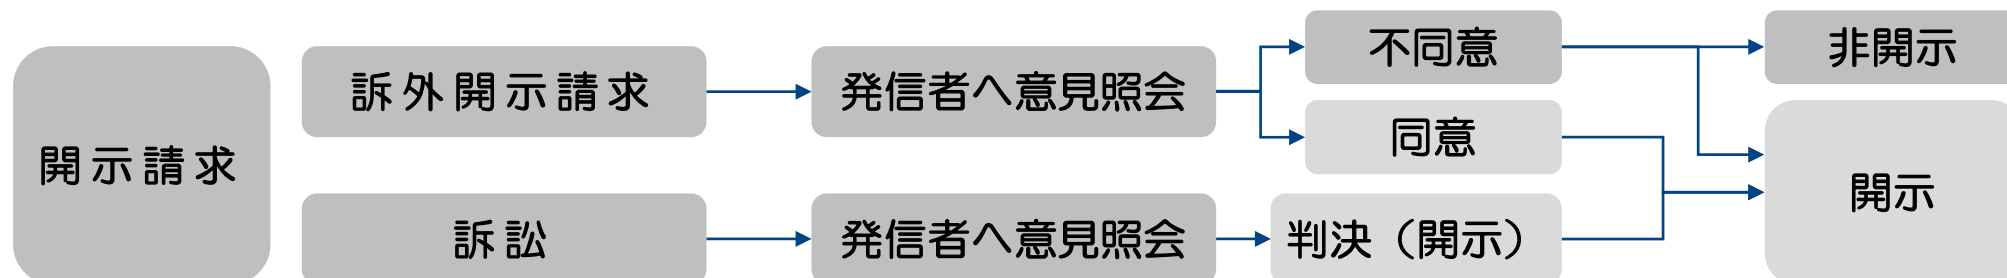 開示請求
訴外開示請求
発信者へ意見照会
不同意
同意
非開示
開示
訴訟
発信者へ意見照会
判決（開示）